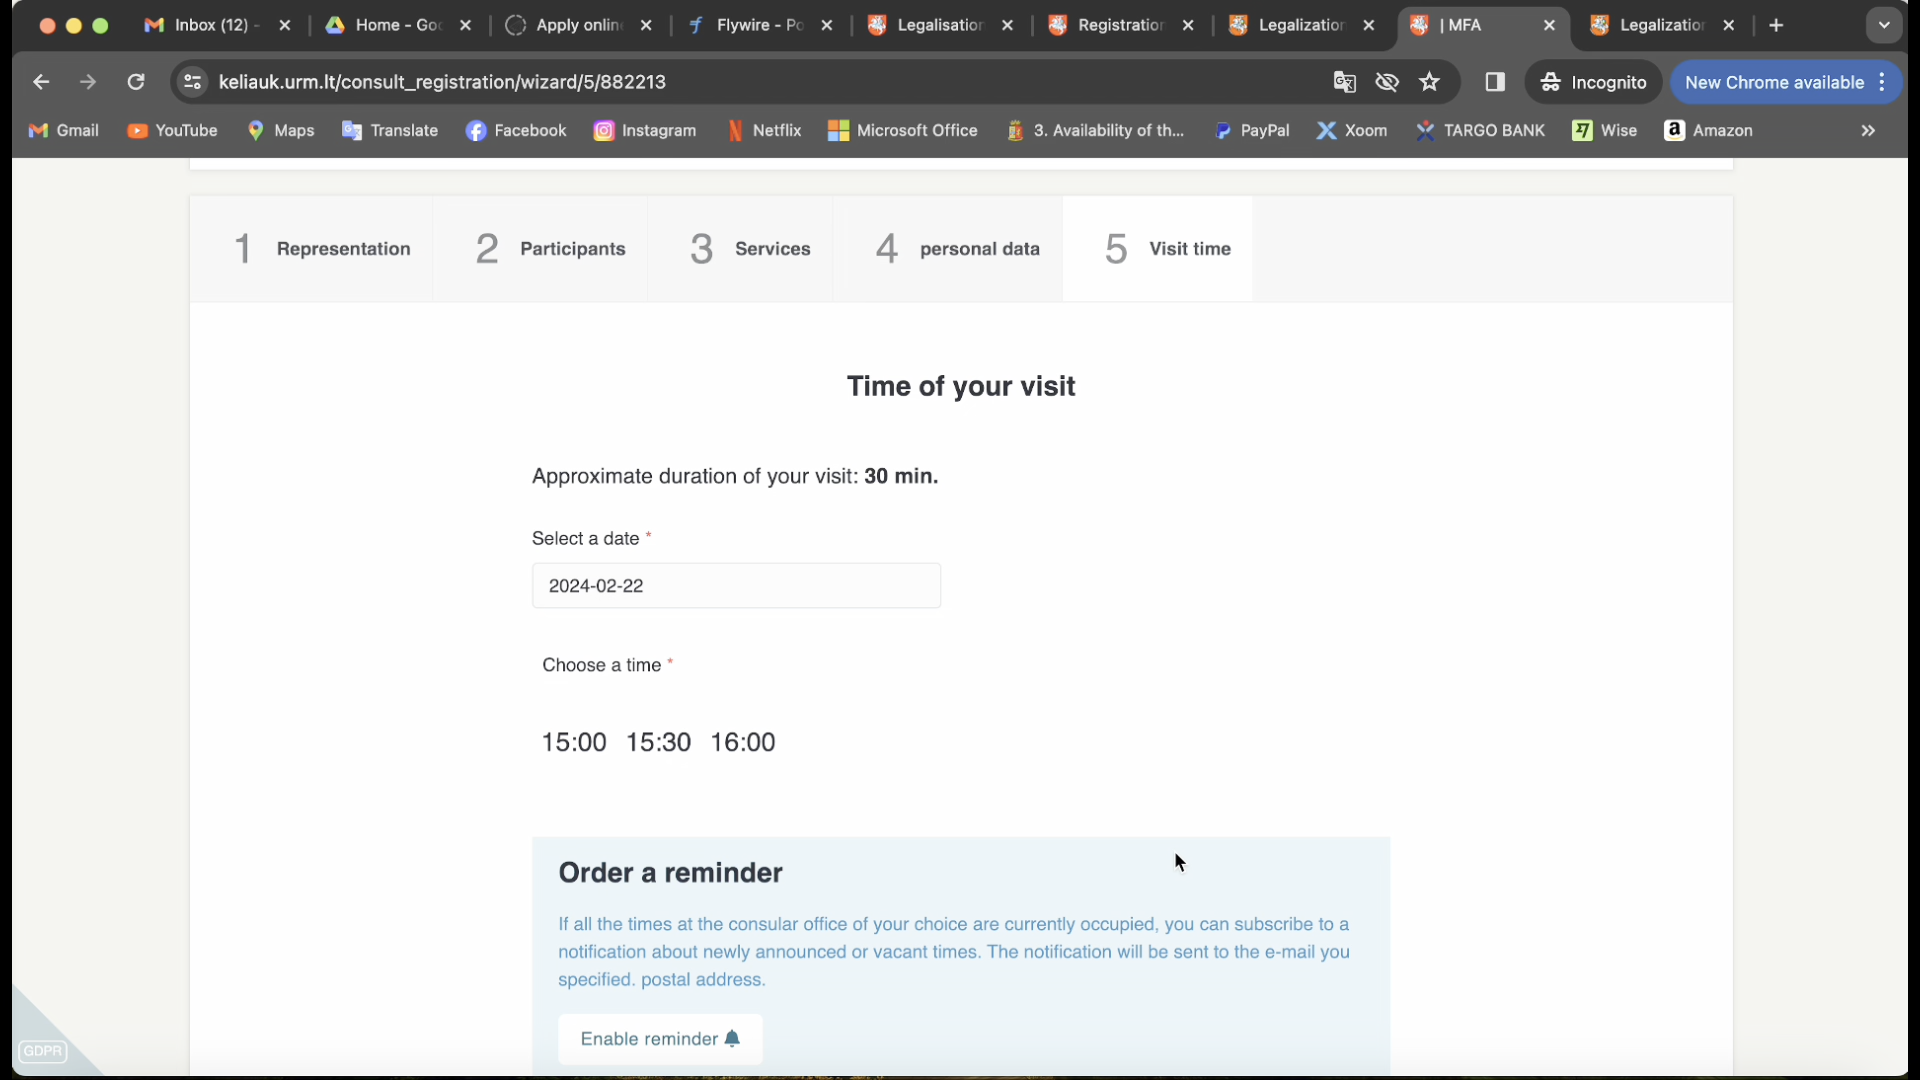 Inbox (12) -
Home - Goo
Apply online
Flywire - Po
Legalisation
Registration
Legalization
| MFA
Legalization
keliauk.urm.lt/consult_registration/wizard/5/882213
Incognito
New Chrome available
Gmail
YouTube
Maps
Translate
Facebook
Instagram
Netflix
Microsoft Office
3. Availability of th...
PayPal
Xoom
TARGO BANK
Wise
Amazon
1 Representation
2 Participants
3 Services
4 personal data
5 Visit time
Time of your visit
Approximate duration of your visit: 30 min.
Select a date *
2024-02-22
Choose a time *
15:00 15:30 16:00
Order a reminder
If all the times at the consular office of your choice are currently occupied, you can subscribe to a
notification about newly announced or vacant times. The notification will be sent to the e-mail you
specified. postal address.
Enable reminder
GDPR